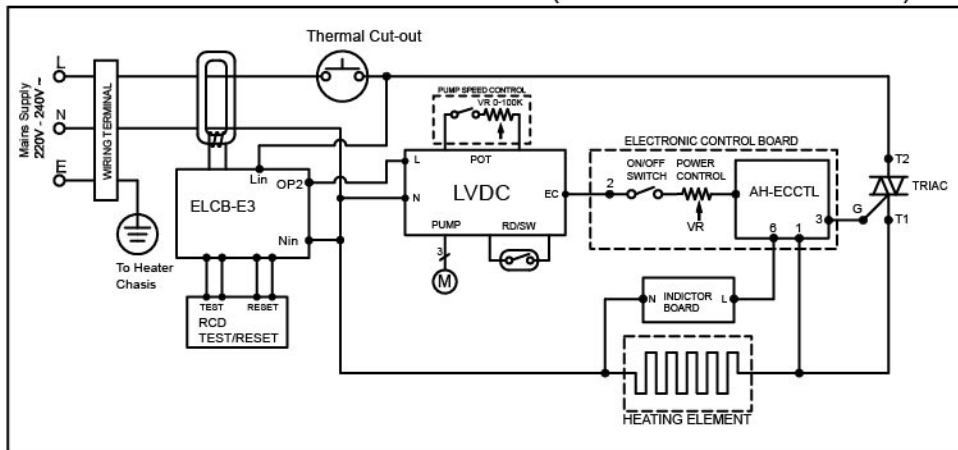 Thermal Cut-out
Mains Supply
220V - 240V ~
L
N
E
WIRING TERMINAL
To Heater
Chasis
Lin
OP2
ELCB-E3
Nin
TEST
RESET
RCD
TEST/RESET
PUMP SPEED CONTROL
VR 0-100K
POT
L
N
LVDC
EC
PUMP
RD/SW
3
M
ELECTRONIC CONTROL BOARD
ON/OFF
SWITCH
POWER
CONTROL
2
VR
AH-ECCTL
3
6
1
G
T2
TRIAC
T1
N
INDICTOR
BOARD
L
HEATING ELEMENT